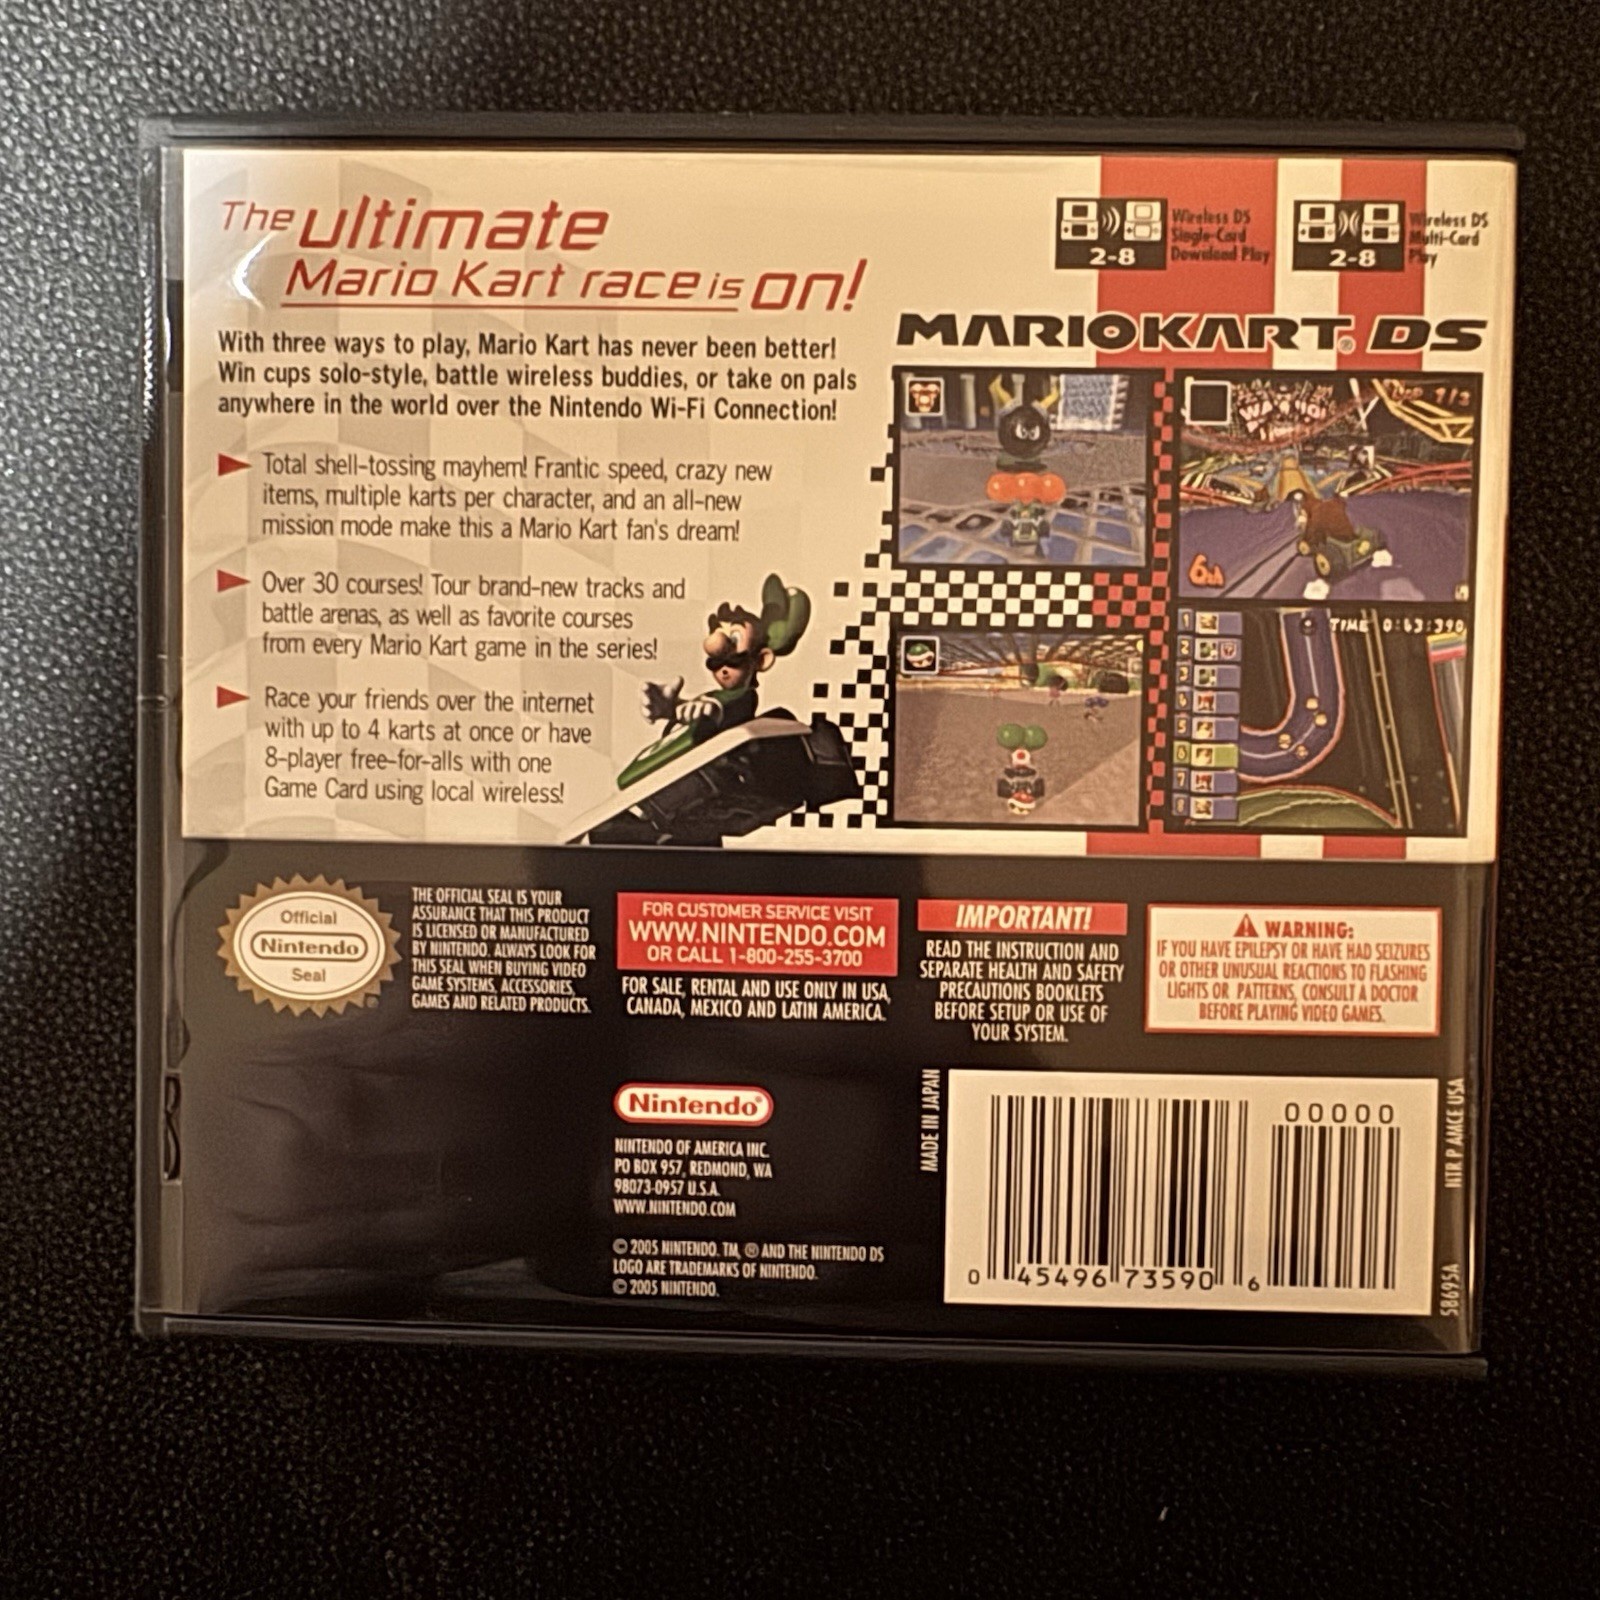 The ultimate
Mario Kart race is on!
With three ways to play, Mario Kart has never been better!
Win cups solo-style, battle wireless buddies, or take on pals
anywhere in the world over the Nintendo Wi-Fi Connection!
Total shell-tossing mayhem! Frantic speed, crazy new
items, multiple karts per character, and an all-new
mission mode make this a Mario Kart fan's dream!
Over 30 courses! Tour brand-new tracks and
battle arenas, as well as favorite courses
from every Mario Kart game in the series!
Race your friends over the internet
with up to 4 karts at once or have
8-player free-for-alls with one
Game Card using local wireless!
2-8
Wireless DS
Single-Card
Download Play
2-8
Wireless DS
Multi-Card
Play
MARIOKART® DS
1/3
6th
TIME 0:43:390
1
2
3
4
5
6
7
8
Official
Nintendo
Seal
THE OFFICIAL SEAL IS YOUR
ASSURANCE THAT THIS PRODUCT
IS LICENSED OR MANUFACTURED
BY NINTENDO. ALWAYS LOOK FOR
THIS SEAL WHEN BUYING VIDEO
GAME SYSTEMS, ACCESSORIES,
GAMES AND RELATED PRODUCTS.
FOR CUSTOMER SERVICE VISIT
WWW.NINTENDO.COM
OR CALL 1-800-255-3700
FOR SALE, RENTAL AND USE ONLY IN USA,
CANADA, MEXICO AND LATIN AMERICA.
IMPORTANT!
READ THE INSTRUCTION AND
SEPARATE HEALTH AND SAFETY
PRECAUTIONS BOOKLETS
BEFORE SETUP OR USE OF
YOUR SYSTEM.
WARNING:
IF YOU HAVE EPILEPSY OR HAVE HAD SEIZURES
OR OTHER UNUSUAL REACTIONS TO FLASHING
LIGHTS OR PATTERNS, CONSULT A DOCTOR
BEFORE PLAYING VIDEO GAMES.
Nintendo®
NINTENDO OF AMERICA INC.
PO BOX 957, REDMOND, WA
98073-0957 U.S.A.
WWW.NINTENDO.COM
© 2005 NINTENDO. TM, ® AND THE NINTENDO DS
LOGO ARE TRADEMARKS OF NINTENDO.
© 2005 NINTENDO.
MADE IN JAPAN
00000
0 45496 73590 6
NTR P AMCE USA
58695A